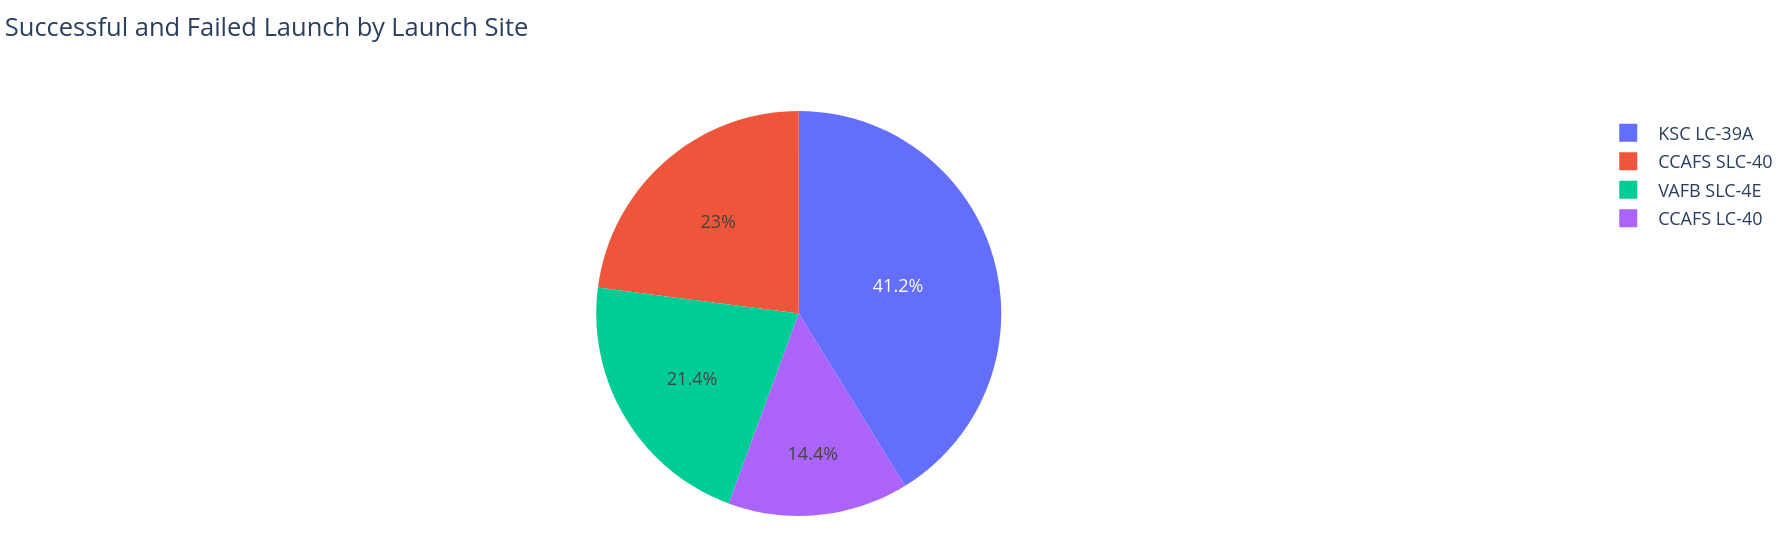 Successful and Failed Launch by Launch Site
KSC LC-39A
CCAFS SLC-40
VAFB SLC-4E
CCAFS LC-40
23%
41.2%
21.4%
14.4%